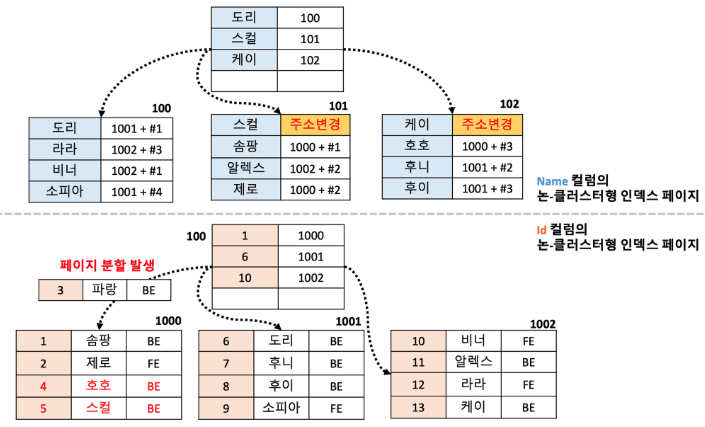 도리 100
스컬 101
케이 102
100
도리 1001 + #1
라라 1002 + #3
비너 1002 + #1
소피아 1001 + #4
101
스컬 주소변경
솜팡 1000 + #1
알렉스 1002 + #2
제로 1000 + #2
102
케이 주소변경
호호 1000 + #3
후니 1001 + #2
후이 1001 + #3
Name 컬럼의
논-클러스터형 인덱스 페이지
Id 컬럼의
논-클러스터형 인덱스 페이지
100
1 1000
6 1001
10 1002
페이지 분할 발생
3 파랑 BE
1000
1 솜팡 BE
2 제로 FE
4 호호 BE
5 스컬 BE
1001
6 도리 BE
7 후니 BE
8 후이 BE
9 소피아 FE
1002
10 비너 FE
11 알렉스 BE
12 라라 FE
13 케이 BE